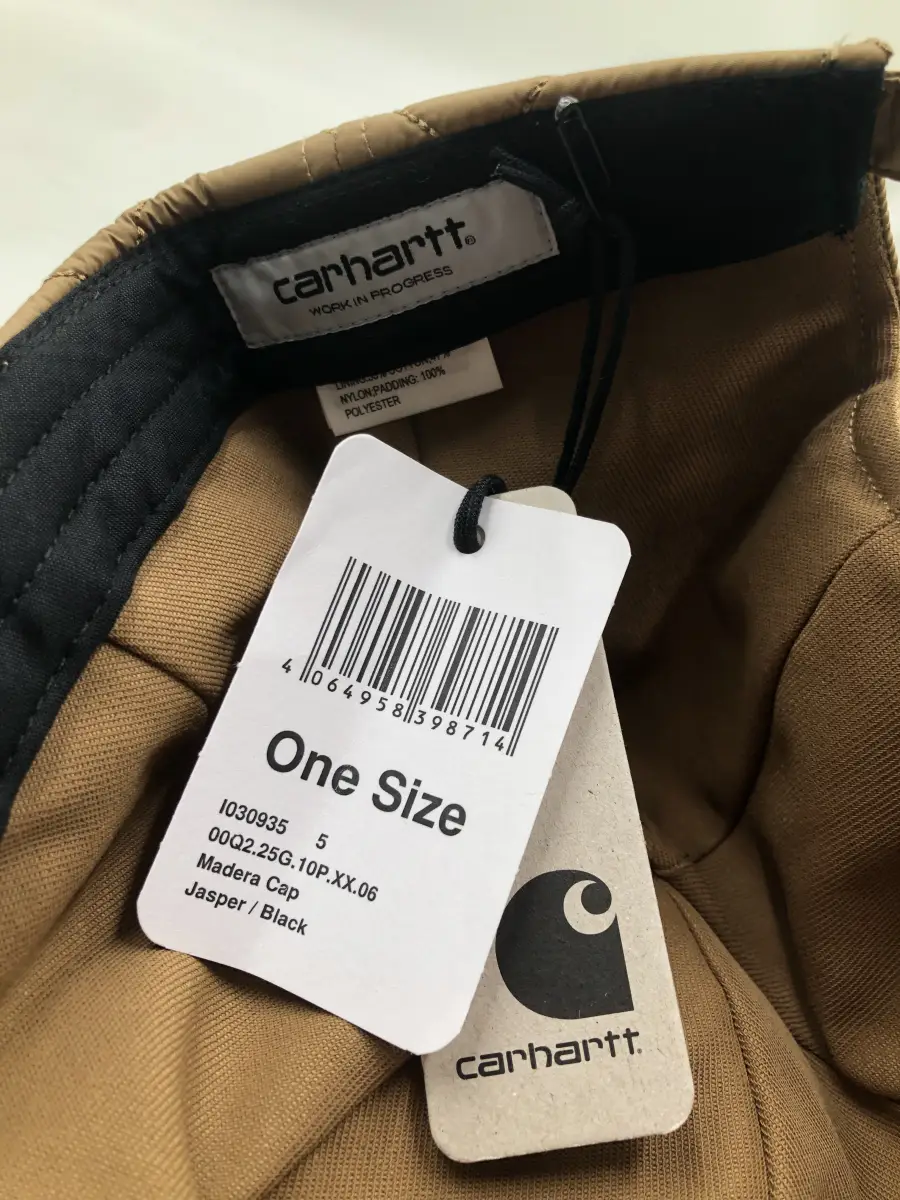 carhartt®
WORK IN PROGRESS
NYLON;PADDING: 100%
POLYESTER
4 064958 398714
One Size
I030935 5
00Q2.25G.10P.XX.06
Madera Cap
Jasper / Black
carhartt.